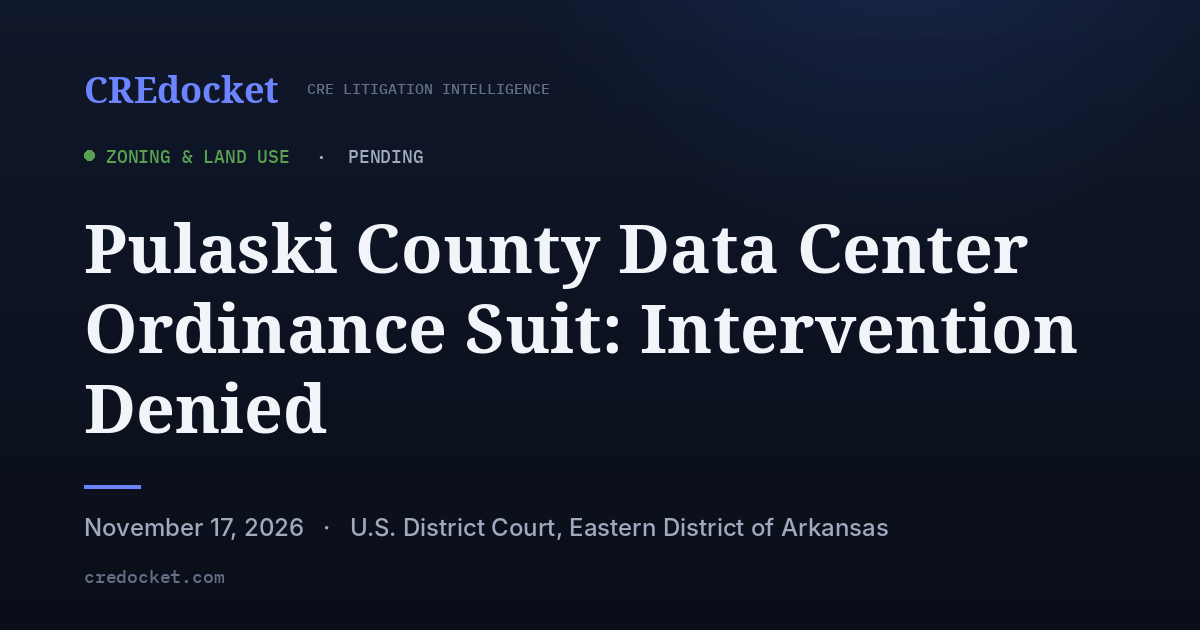 CREdocket CRE LITIGATION INTELLIGENCE
ZONING & LAND USE · PENDING
Pulaski County Data Center
Ordinance Suit: Intervention
Denied
November 17, 2026 · U.S. District Court, Eastern District of Arkansas
credocket.com